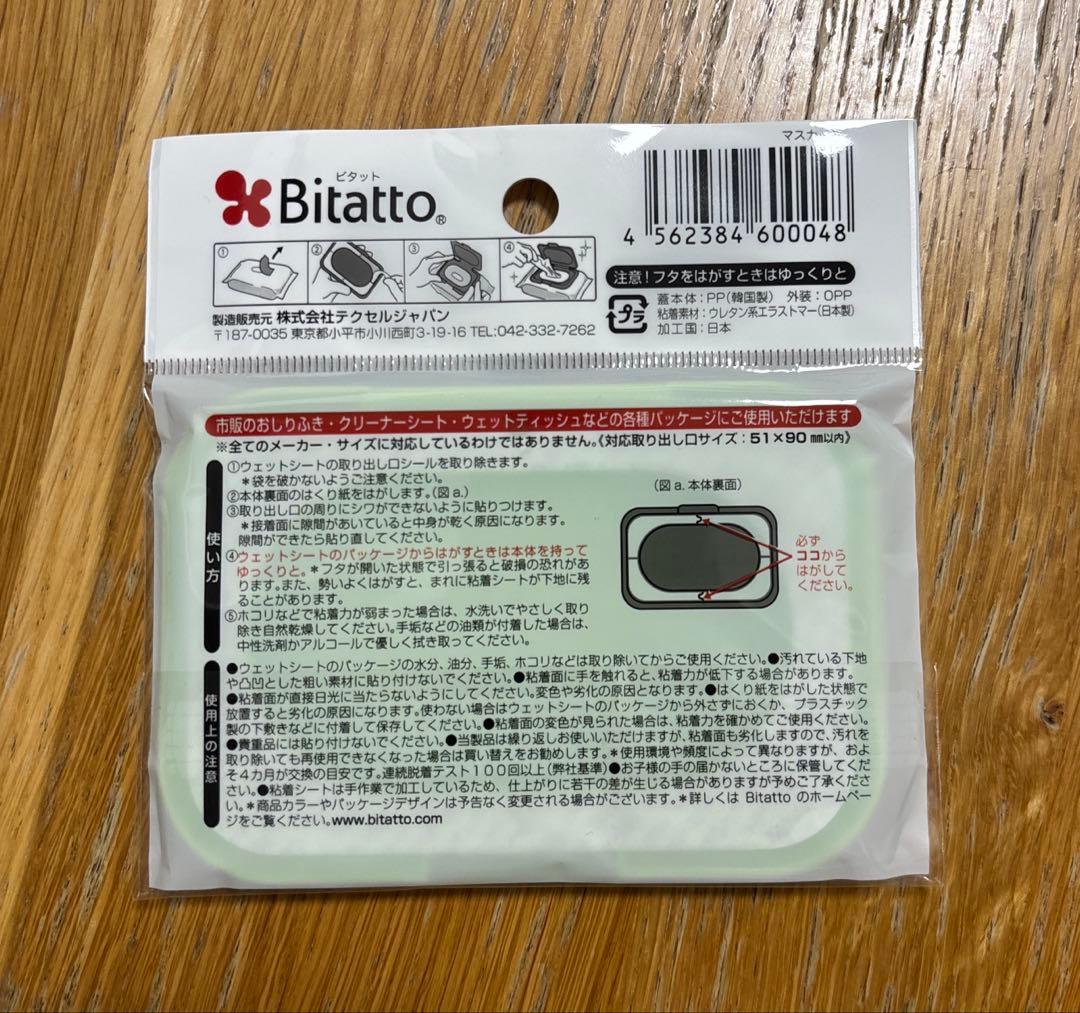 マスカ
ビタット
Bitatto®
① ② ③ ④
4 562384 600048
注意!フタをはがすときはゆっくりと
プラ
蓋本体:PP(韓国製) 外装:OPP
粘着素材:ウレタン系エラストマー(日本製)
加工国:日本
製造販売元 株式会社テクセルジャパン
〒187-0035 東京都小平市小川西町3-19-16 TEL:042-332-7262
市販のおしりふき・クリーナーシート・ウェットティッシュなどの各種パッケージにご使用いただけます
※全てのメーカー・サイズに対応しているわけではありません。《対応取り出し口サイズ:51×90㎜以内》
使い方
①ウェットシートの取り出し口シールを取り除きます。
*袋を破かないようご注意ください。
②本体裏面のはくり紙をはがします。(図a.)
③取り出し口の周りにシワができないように貼りつけます。
*接着面に隙間があいていると中身が乾く原因になります。
隙間ができたら貼り直してください。
④ウェットシートのパッケージからはがすときは本体を持って
ゆっくりと。*フタが開いた状態で引っ張ると破損の恐れがあ
ります。また、勢いよくはがすと、まれに粘着シートが下地に残
ることがあります。
⑤ホコリなどで粘着力が弱まった場合は、水洗いでやさしく取り
除き自然乾燥してください。手垢などの油類が付着した場合は、
中性洗剤かアルコールで優しく拭き取ってください。
(図a.本体裏面)
必ず
ココから
はがして
ください。
使用上の注意
●ウェットシートのパッケージの水分、油分、手垢、ホコリなどは取り除いてからご使用ください。●汚れている下地
や凸凹とした粗い素材に貼り付けないでください。●粘着面に手を触れると、粘着力が低下する場合があります。
●粘着面が直接日光に当たらないようにしてください。変色や劣化の原因となります。●はくり紙をはがした状態で
放置すると劣化の原因になります。使わない場合はウェットシートのパッケージから外さずにおくか、プラスチック
製の下敷きなどに付着して保存してください。●粘着面の変色が見られた場合は、粘着力を確かめてご使用ください。
●貴重品には貼り付けないでください。●当製品は繰り返しお使いいただけますが、粘着面も劣化しますので、汚れを
取り除いても再使用できなくなった場合は買い替えをお勧めします。*使用環境や頻度によって異なりますが、およ
そ4カ月が交換の目安です。連続脱着テスト100回以上(弊社基準)●お子様の手の届かないところに保管してくだ
さい。●粘着シートは手作業で加工しているため、仕上がりに若干の差が生じる場合がありますが予めご了承くださ
い。*商品カラーやパッケージデザインは予告なく変更される場合がございます。*詳しくは Bitatto のホームペー
ジをご覧ください。www.bitatto.com